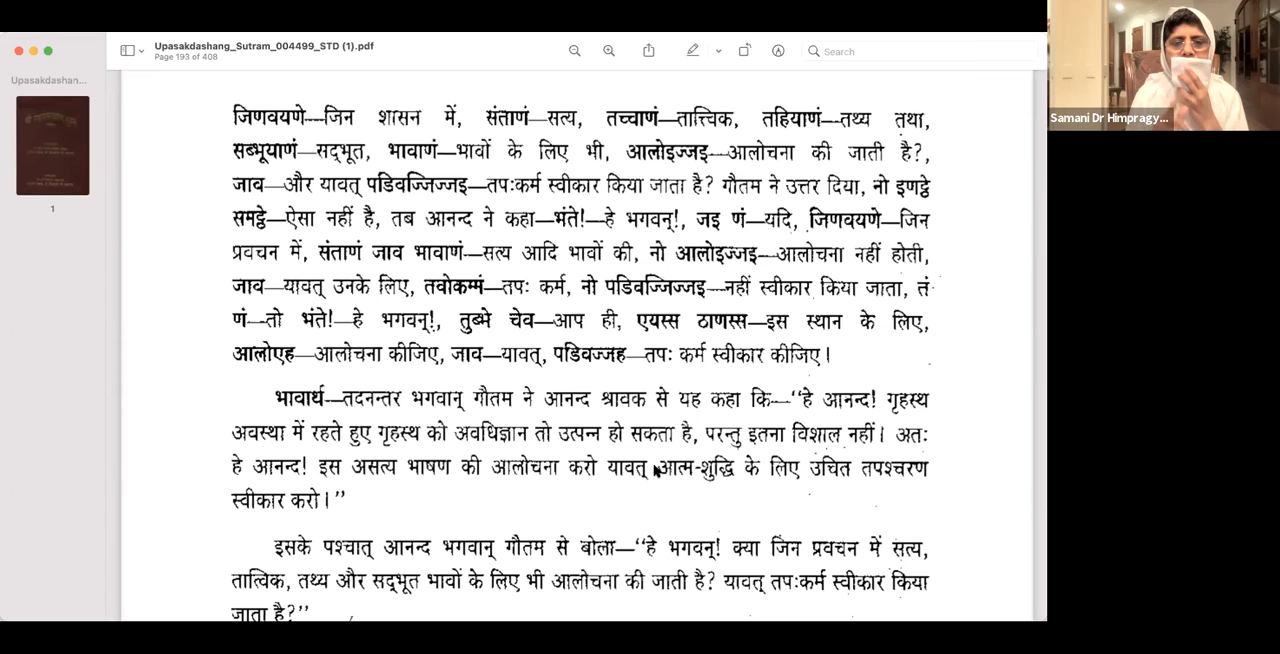 Upasakdashang_Sutram_004499_STD (1).pdf
Page 193 of 408
Search
Upasakdashan...
1
Samani Dr Himpragy...
जिणवयणे—जिन शासन में, संताणं—सत्य, तच्चाणं—तात्त्विक, तहियाणं—तथ्य तथा,
सब्भूयाणं—सद्भूत, भावाणं—भावों के लिए भी, आलोइज्जइ—आलोचना की जाती है?,
जाव—और यावत् पडिवज्जिज्जइ—तपःकर्म स्वीकार किया जाता है? गौतम ने उत्तर दिया, नो इणट्ठे
समट्ठे—ऐसा नहीं है, तब आनन्द ने कहा—भंते!—हे भगवन्!, जइ णं—यदि, जिणवयणे—जिन
प्रवचन में, संताणं जाव भावाणं—सत्य आदि भावों की, नो आलोइज्जइ—आलोचना नहीं होती,
जाव—यावत् उनके लिए, तवोकम्मं—तपः कर्म, नो पडिवज्जिज्जइ—नहीं स्वीकार किया जाता, तं
णं—तो भंते!—हे भगवन्!, तुब्भे चेव—आप ही, एयस्स ठाणस्स—इस स्थान के लिए,
आलोएह—आलोचना कीजिए, जाव—यावत्, पडिवज्जह—तपः कर्म स्वीकार कीजिए।
भावार्थ—तदनन्तर भगवान् गौतम ने आनन्द श्रावक से यह कहा कि—‘‘हे आनन्द! गृहस्थ
अवस्था में रहते हुए गृहस्थ को अवधिज्ञान तो उत्पन्न हो सकता है, परन्तु इतना विशाल नहीं। अतः
हे आनन्द! इस असत्य भाषण की आलोचना करो यावत् आत्म-शुद्धि के लिए उचित तपश्चरण
स्वीकार करो।’’
इसके पश्चात् आनन्द भगवान् गौतम से बोला—‘‘हे भगवन्! क्या जिन प्रवचन में सत्य,
तात्विक, तथ्य और सद्भूत भावों के लिए भी आलोचना की जाती है? यावत् तपःकर्म स्वीकार किया
जाता है?’’